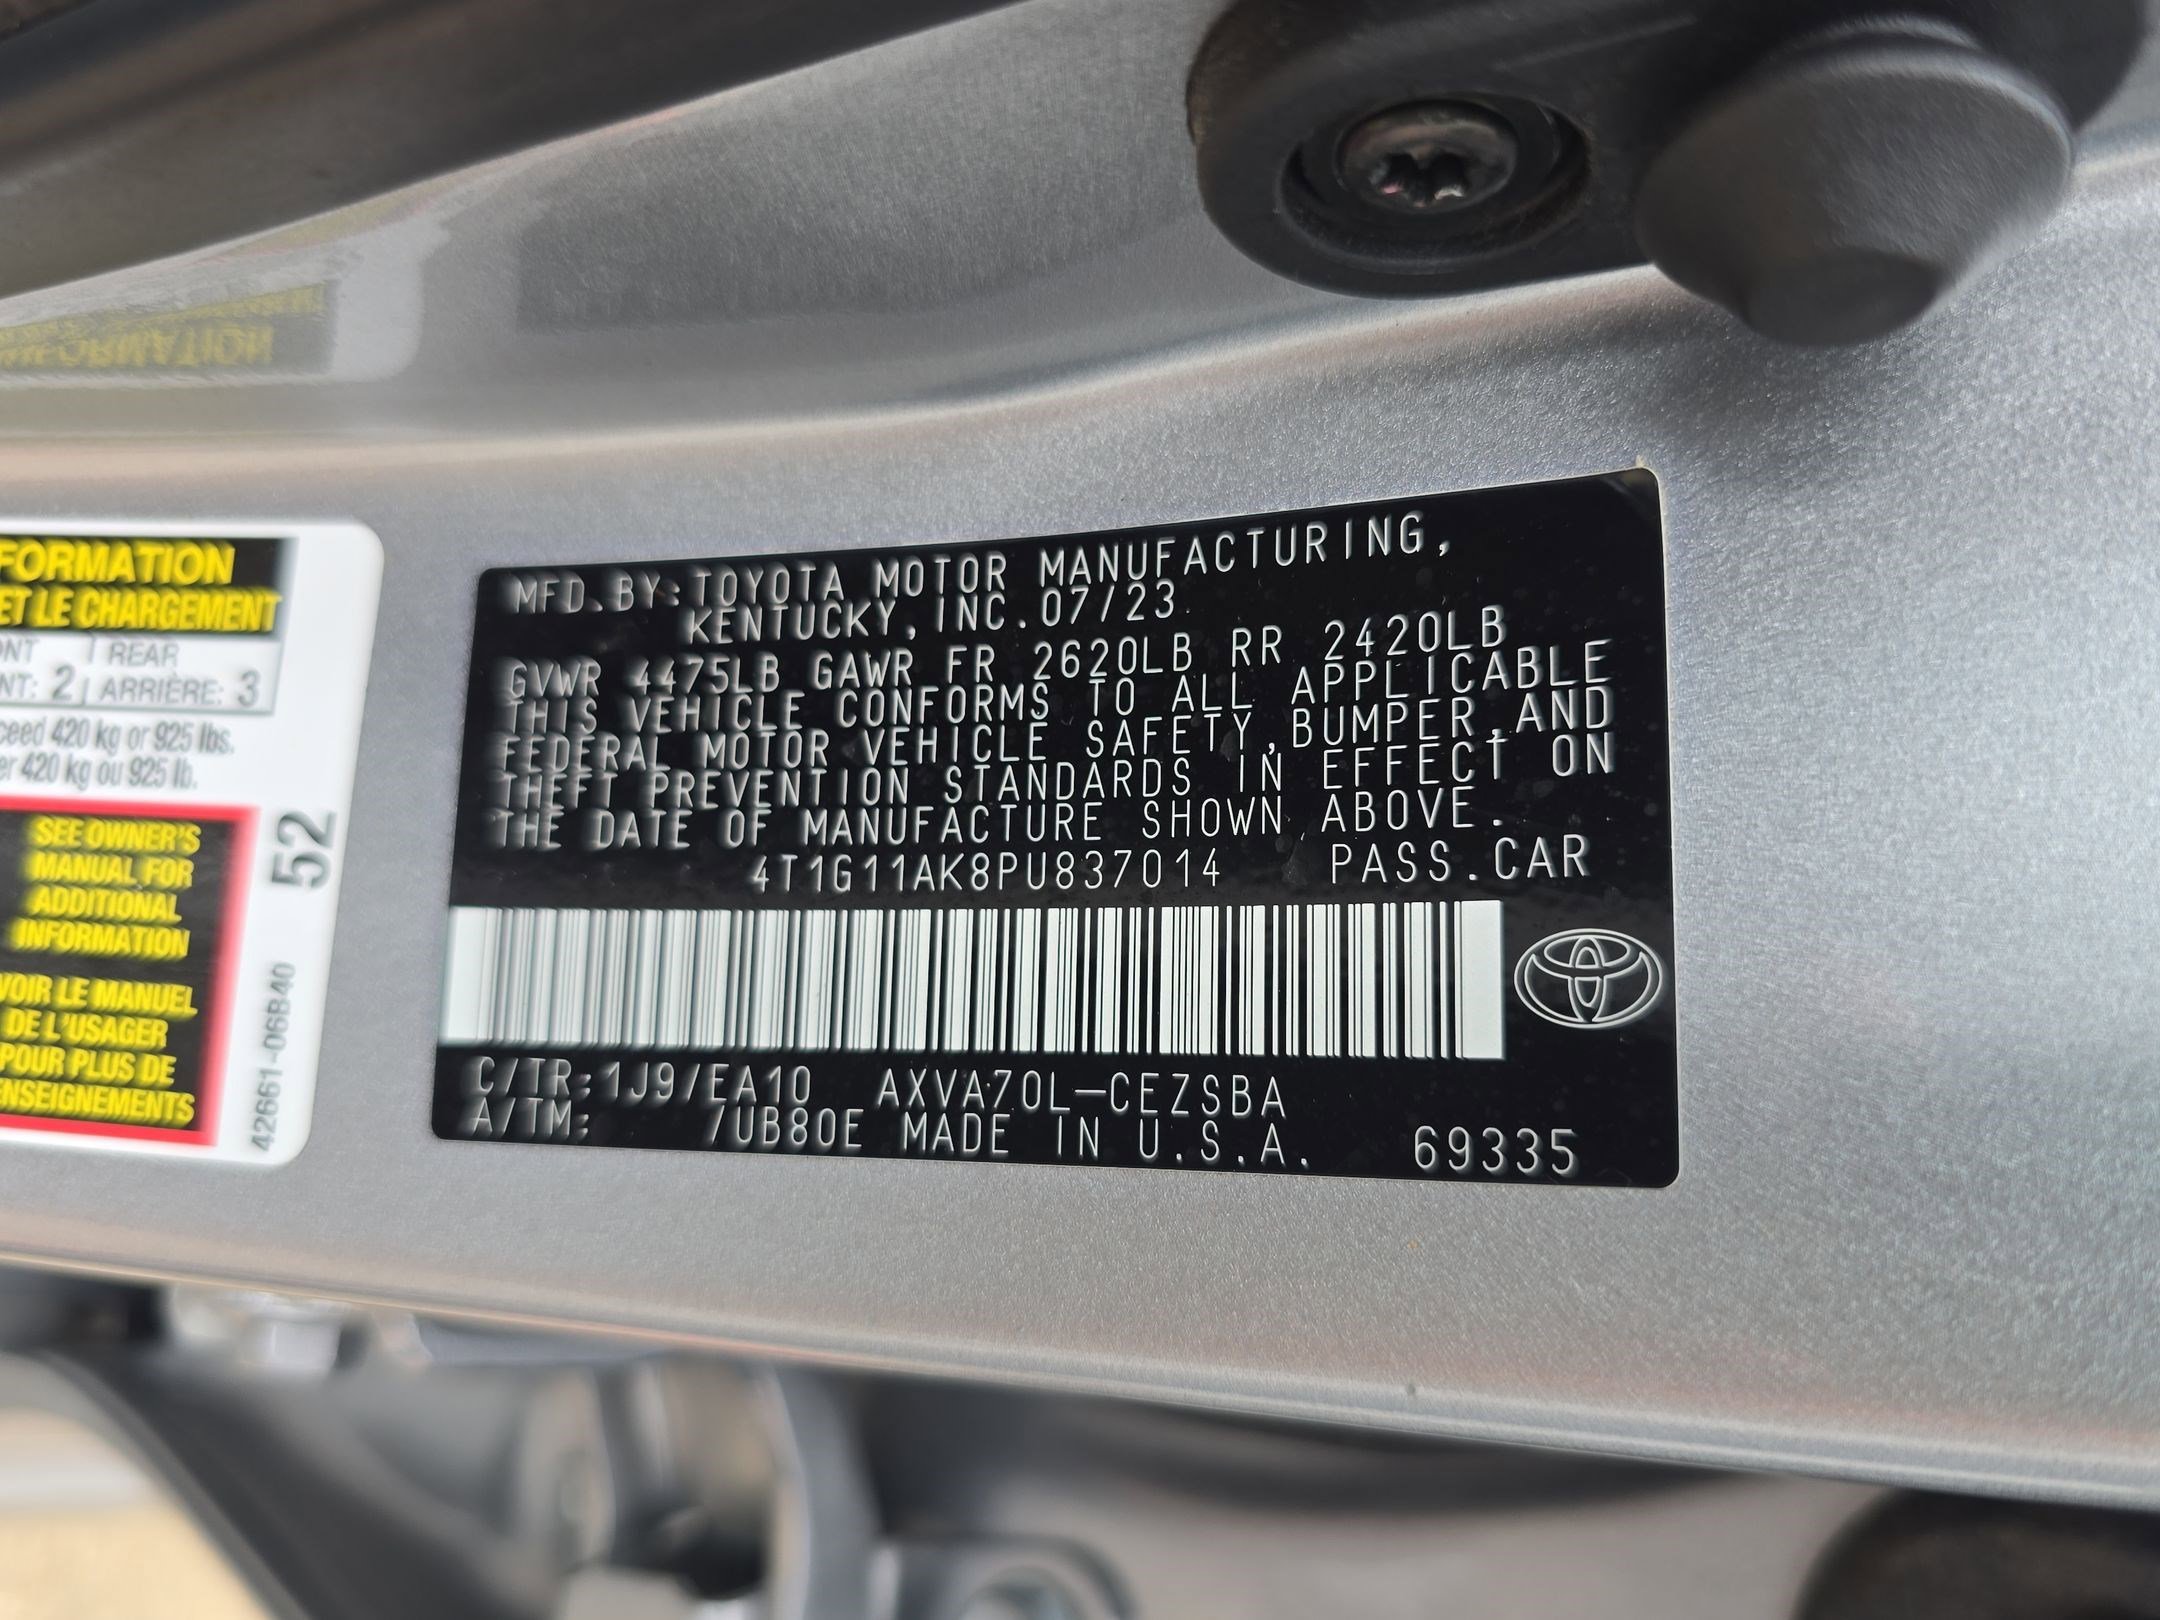 FORMATION
ET LE CHARGEMENT
REAR
2 ARRIÈRE: 3
420 kg or 925 lbs.
420 kg ou 925 lb.
SEE OWNER'S
MANUAL FOR
ADDITIONAL
INFORMATION
VOIR LE MANUEL
DE L'USAGER
POUR PLUS DE
ENSEIGNEMENTS
52
42661-06B40
MFD.BY:TOYOTA MOTOR MANUFACTURING,
KENTUCKY,INC.07/23
GVWR 4475LB GAWR FR 2620LB RR 2420LB
THIS VEHICLE CONFORMS TO ALL APPLICABLE
FEDERAL MOTOR VEHICLE SAFETY,BUMPER,AND
THEFT PREVENTION STANDARDS IN EFFECT ON
THE DATE OF MANUFACTURE SHOWN ABOVE.
4T1G11AK8PU837014 PASS.CAR
C/TR:1J9/EA10 AXVA70L-CEZSBA
A/TM: 7UB80E MADE IN U.S.A. 69335